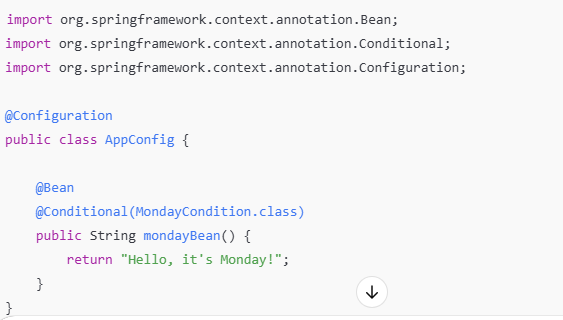 import org.springframework.context.annotation.Bean;
import org.springframework.context.annotation.Conditional;
import org.springframework.context.annotation.Configuration;

@Configuration
public class AppConfig {

    @Bean
    @Conditional(MondayCondition.class)
    public String mondayBean() {
        return "Hello, it's Monday!";
    }
}